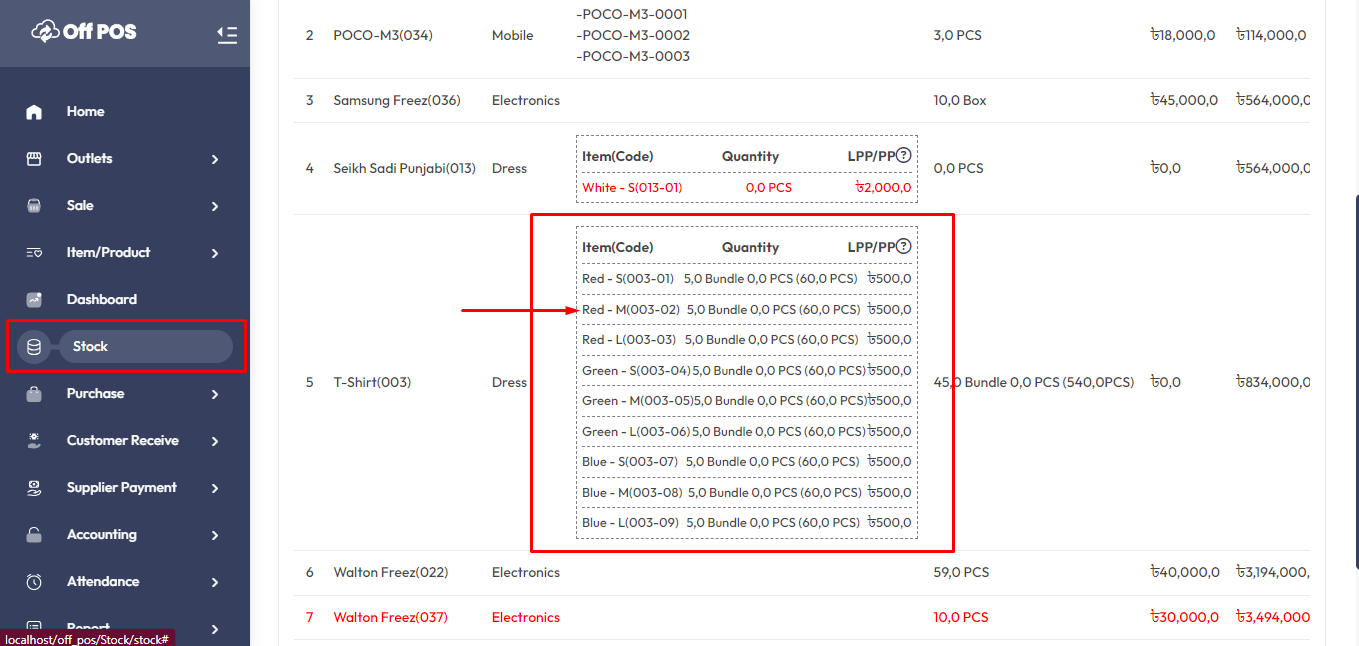 Off POS
Home
Outlets
Sale
Item/Product
Dashboard
Stock
Purchase
Customer Receive
Supplier Payment
Accounting
Attendance
Report
localhost/off_pos/Stock/stock#
-POCO-M3-0001
2 POCO-M3(034) Mobile -POCO-M3-0002 3,0 PCS ৳18,000,0 ৳114,000,0
-POCO-M3-0003
3 Samsung Freez(036) Electronics 10,0 Box ৳45,000,0 ৳564,000,0
Item(Code) Quantity LPP/PP?
4 Seikh Sadi Punjabi(013) Dress 0,0 PCS ৳0,0 ৳564,000,0
White - S(013-01) 0,0 PCS ৳2,000,0
Item(Code) Quantity LPP/PP?
Red - S(003-01) 5,0 Bundle 0,0 PCS (60,0 PCS) ৳500,0
Red - M(003-02) 5,0 Bundle 0,0 PCS (60,0 PCS) ৳500,0
Red - L(003-03) 5,0 Bundle 0,0 PCS (60,0 PCS) ৳500,0
Green - S(003-04) 5,0 Bundle 0,0 PCS (60,0 PCS) ৳500,0
5 T-Shirt(003) Dress 45,0 Bundle 0,0 PCS (540,0PCS) ৳0,0 ৳834,000,0
Green - M(003-05) 5,0 Bundle 0,0 PCS (60,0 PCS) ৳500,0
Green - L(003-06) 5,0 Bundle 0,0 PCS (60,0 PCS) ৳500,0
Blue - S(003-07) 5,0 Bundle 0,0 PCS (60,0 PCS) ৳500,0
Blue - M(003-08) 5,0 Bundle 0,0 PCS (60,0 PCS) ৳500,0
Blue - L(003-09) 5,0 Bundle 0,0 PCS (60,0 PCS) ৳500,0
6 Walton Freez(022) Electronics 59,0 PCS ৳40,000,0 ৳3,194,000,
7 Walton Freez(037) Electronics 10,0 PCS ৳30,000,0 ৳3,494,000